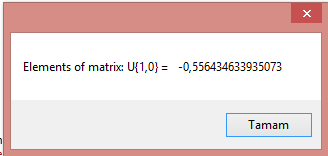 Elements of matrix: U{1,0} = -0,556434633935073
Tamam